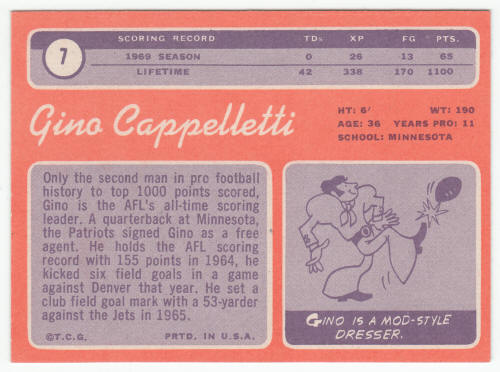 7
SCORING RECORD TDs XP FG PTS.
1969 SEASON 0 26 13 65
LIFETIME 42 338 170 1100
Gino Cappelletti
HT: 6' WT: 190
AGE: 36 YEARS PRO: 11
SCHOOL: MINNESOTA
Only the second man in pro football
history to top 1000 points scored,
Gino is the AFL's all-time scoring
leader. A quarterback at Minnesota,
the Patriots signed Gino as a free
agent. He holds the AFL scoring
record with 155 points in 1964, he
kicked six field goals in a game
against Denver that year. He set a
club field goal mark with a 53-yarder
against the Jets in 1965.
©T.C.G. PRTD. IN U.S.A.
GINO IS A MOD-STYLE
DRESSER.